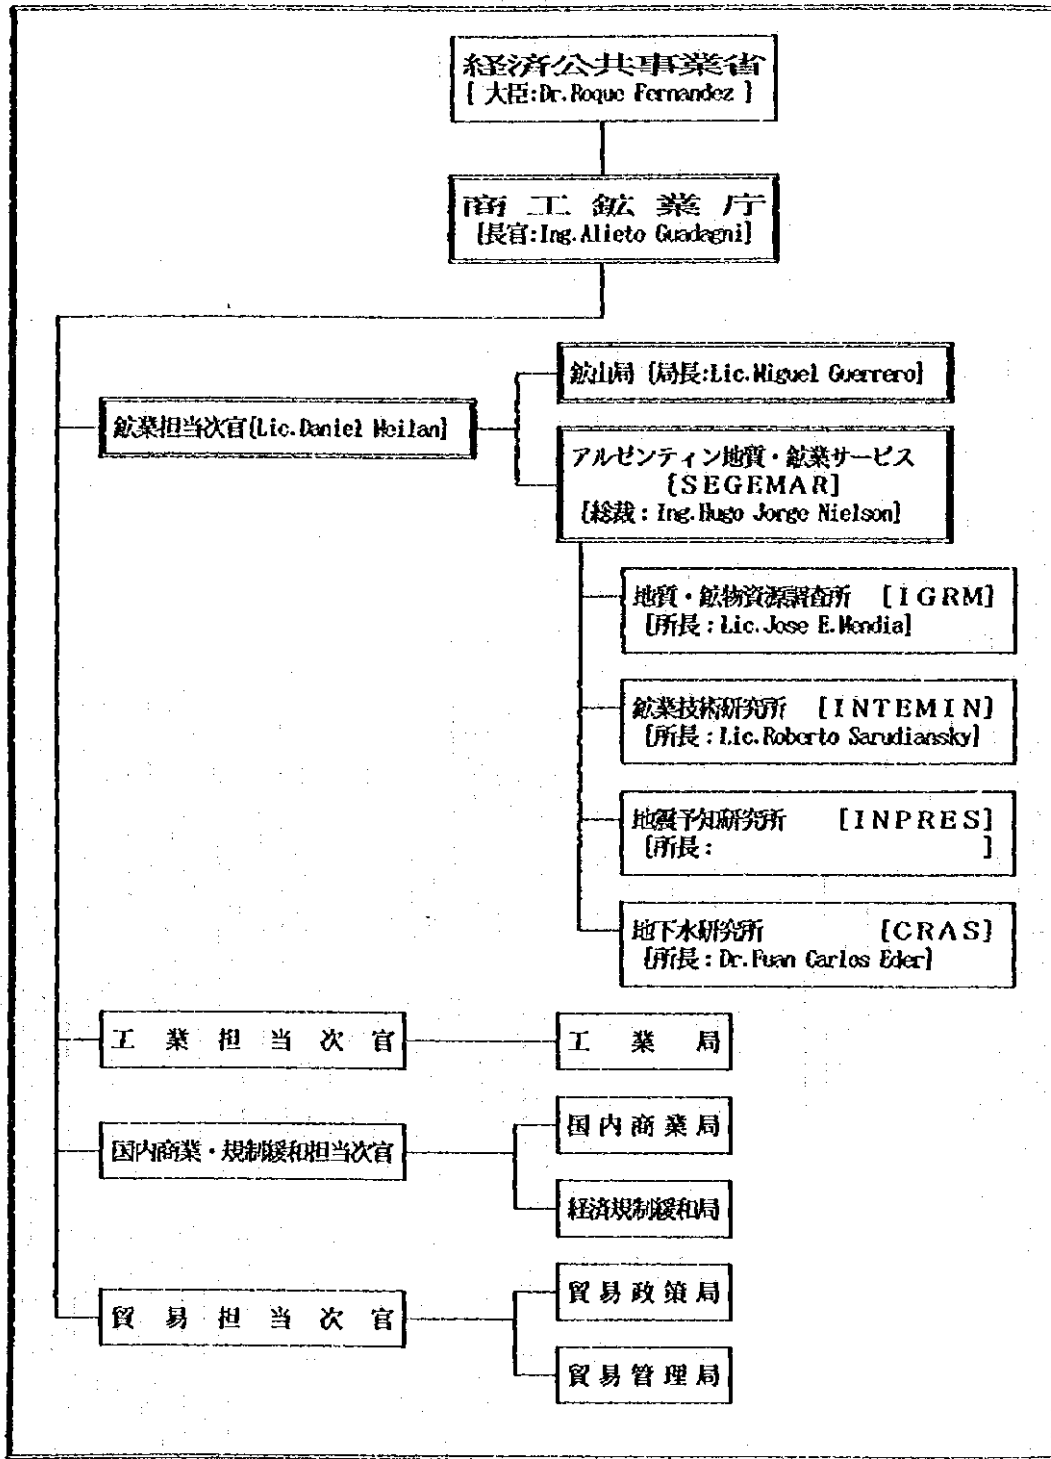 経済公共事業省
[ 大臣:Dr.Roque Fernandez ]
商工鉱業庁
[長官:Ing.Alieto Guadagni]
鉱山局 [局長:Lic.Miguel Guerrero]
鉱業担当次官[Lic.Daniel Meilan]
アルゼンティン地質・鉱業サービス
[SEGEMAR]
[総裁：Ing.Hugo Jorge Nielson]
地質・鉱物資源調査所 [IGRM]
[所長：Lic.Jose E.Mendia]
鉱業技術研究所 [INTEMIN]
[所長：Lic.Roberto Sarudiansky]
地震予知研究所 [INPRES]
[所長： ]
地下水研究所 [CRAS]
[所長：Dr.Fuan Carlos Eder]
工業担当次官
工業局
国内商業局
国内商業・規制緩和担当次官
経済規制緩和局
貿易政策局
貿易担当次官
貿易管理局